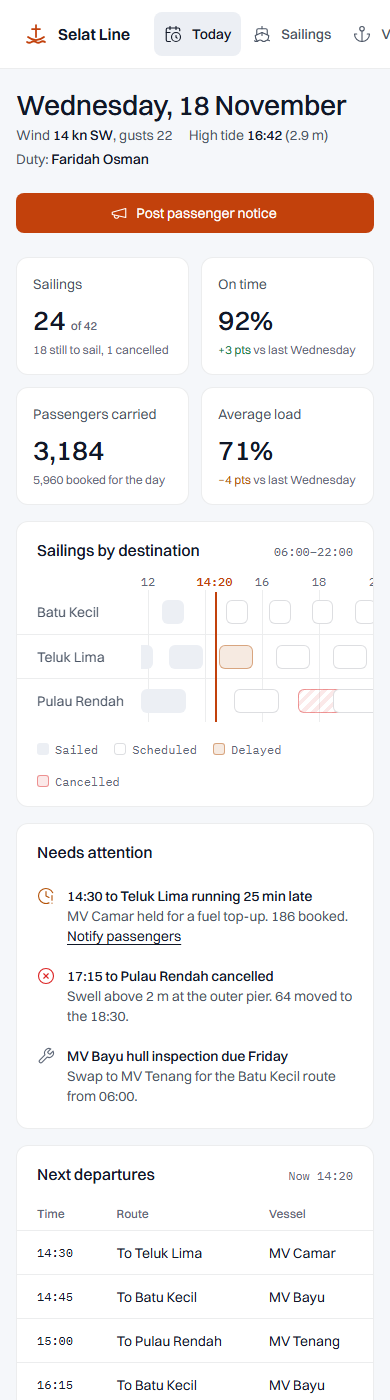 Selat Line
Today
Sailings
V
Wednesday, 18 November
Wind 14 kn SW, gusts 22 High tide 16:42 (2.9 m)
Duty: Faridah Osman
Post passenger notice
Sailings
24 of 42
18 still to sail, 1 cancelled
On time
92%
+3 pts vs last Wednesday
Passengers carried
3,184
5,960 booked for the day
Average load
71%
−4 pts vs last Wednesday
Sailings by destination
06:00–22:00
12 14:20 16 18 2
Batu Kecil
Teluk Lima
Pulau Rendah
Sailed Scheduled Delayed
Cancelled
Needs attention
14:30 to Teluk Lima running 25 min late
MV Camar held for a fuel top-up. 186 booked.
Notify passengers
17:15 to Pulau Rendah cancelled
Swell above 2 m at the outer pier. 64 moved to
the 18:30.
MV Bayu hull inspection due Friday
Swap to MV Tenang for the Batu Kecil route
from 06:00.
Next departures
Now 14:20
Time Route Vessel
14:30 To Teluk Lima MV Camar
14:45 To Batu Kecil MV Bayu
15:00 To Pulau Rendah MV Tenang
16:15 To Batu Kecil MV Bayu